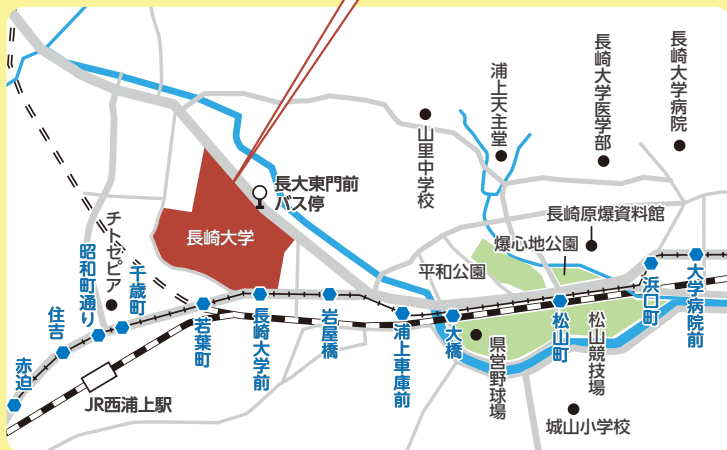 長崎大学病院
長崎大学医学部
浦上天主堂
山里中学校
長大東門前
バス停
長崎大学
長崎原爆資料館
爆心地公園
平和公園
チトセピア
昭和町通り
千歳町
住吉
赤迫
若葉町
長崎大学前
岩屋橋
浦上車庫前
大橋
県営野球場
松山町
松山競技場
浜口町
大学病院前
JR西浦上駅
城山小学校